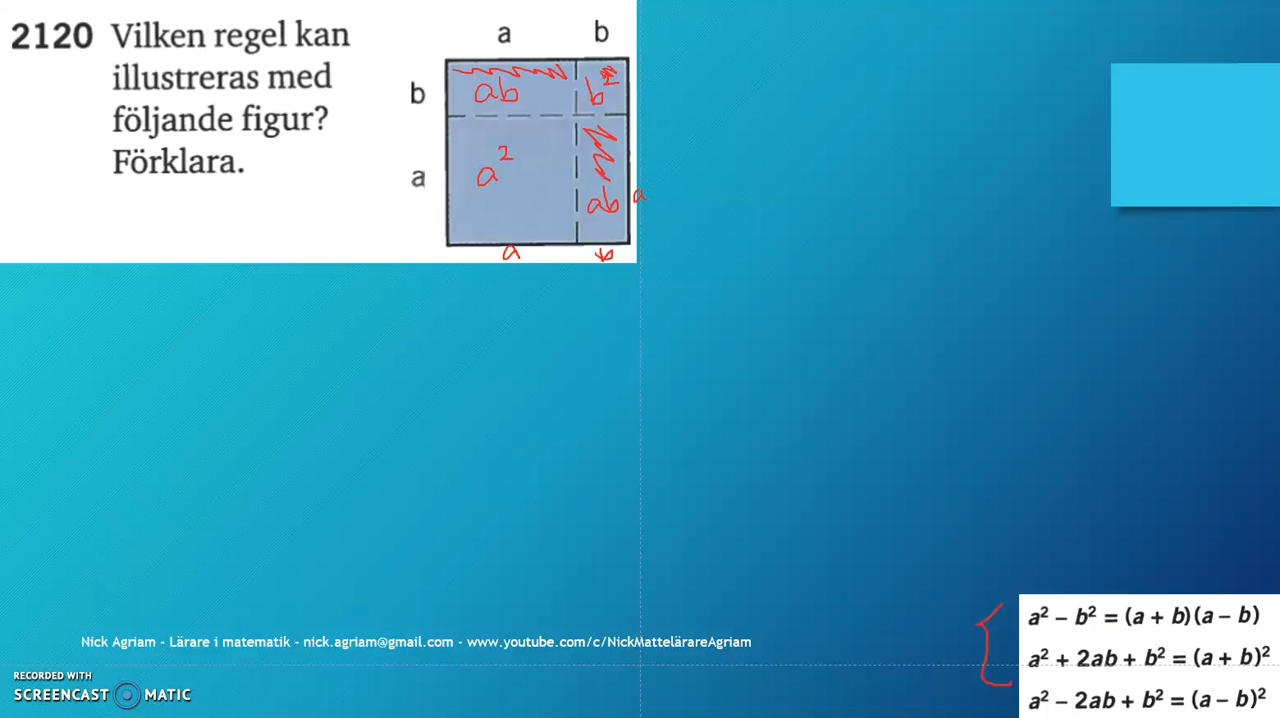 2120 Vilken regel kan
illustreras med
följande figur?
Förklara.
a b
b
a
ab b²
a²
ab
a
a b
a² − b² = (a + b)(a − b)
a² + 2ab + b² = (a + b)²
a² − 2ab + b² = (a − b)²
Nick Agriam - Lärare i matematik - nick.agriam@gmail.com - www.youtube.com/c/NickMattelärareAgriam
RECORDED WITH
SCREENCAST MATIC